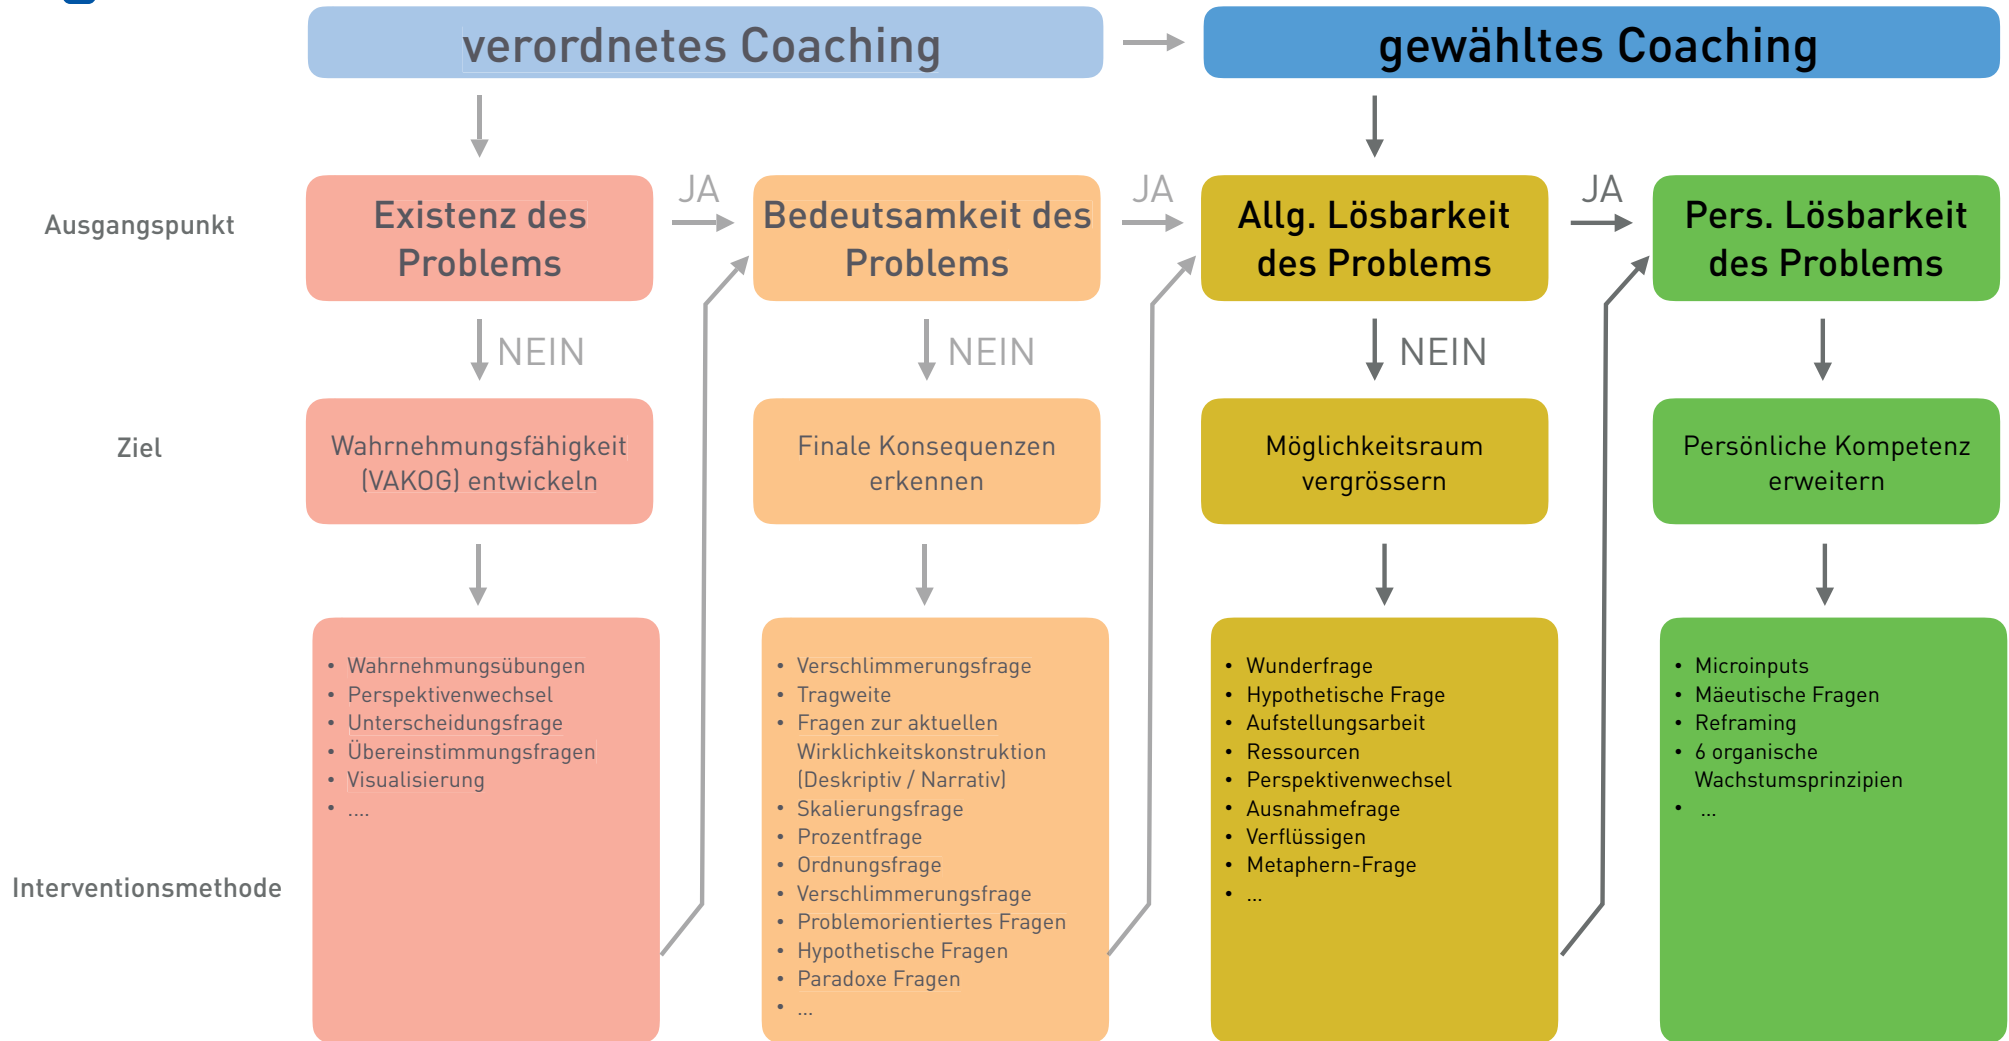 verordnetes Coaching
gewähltes Coaching
Ausgangspunkt
Existenz des
Problems
JA
Bedeutsamkeit des
Problems
JA
Allg. Lösbarkeit
des Problems
JA
Pers. Lösbarkeit
des Problems
NEIN
NEIN
NEIN
Ziel
Wahrnehmungsfähigkeit
(VAKOG) entwickeln
Finale Konsequenzen
erkennen
Möglichkeitsraum
vergrössern
Persönliche Kompetenz
erweitern
Interventionsmethode
• Wahrnehmungsübungen
• Perspektivenwechsel
• Unterscheidungsfrage
• Übereinstimmungsfragen
• Visualisierung
• ....
• Verschlimmerungsfrage
• Tragweite
• Fragen zur aktuellen
Wirklichkeitskonstruktion
(Deskriptiv / Narrativ)
• Skalierungsfrage
• Prozentfrage
• Ordnungsfrage
• Verschlimmerungsfrage
• Problemorientiertes Fragen
• Hypothetische Fragen
• Paradoxe Fragen
• ...
• Wunderfrage
• Hypothetische Frage
• Aufstellungsarbeit
• Ressourcen
• Perspektivenwechsel
• Ausnahmefrage
• Verflüssigen
• Metaphern-Frage
• ...
• Microinputs
• Mäeutische Fragen
• Reframing
• 6 organische
Wachstumsprinzipien
• ...